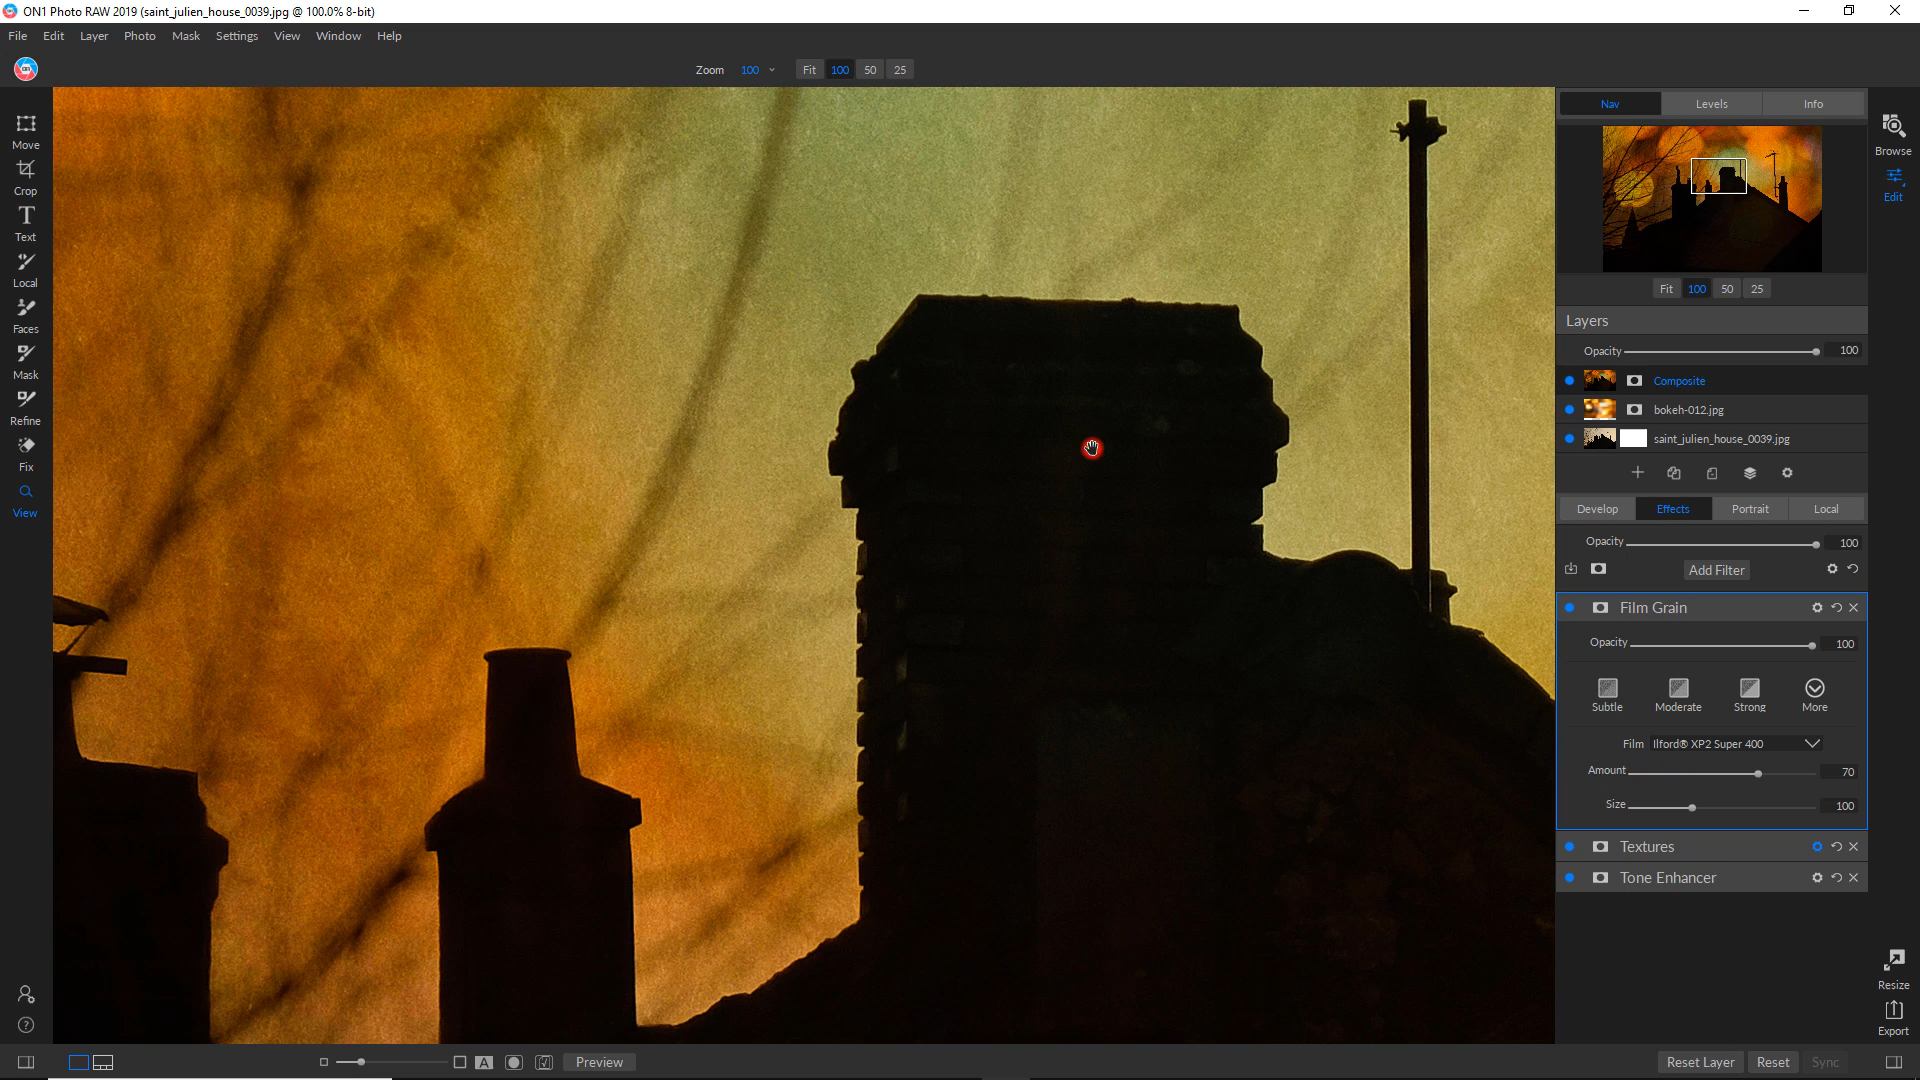 ON1 Photo RAW 2019 (saint_julien_house_0039.jpg @ 100.0% 8-bit)
File Edit Layer Photo Mask Settings View Window Help
Zoom 100 Fit 100 50 25
Move
Crop
Text
Local
Faces
Mask
Refine
Fix
View
Nav Levels Info
Browse
Edit
Fit 100 50 25
Layers
Opacity 100
Composite
bokeh-012.jpg
saint_julien_house_0039.jpg
Develop Effects Portrait Local
Opacity 100
Add Filter
Film Grain
Opacity 100
Subtle Moderate Strong More
Film Ilford® XP2 Super 400
Amount 70
Size 100
Textures
Tone Enhancer
Resize
Export
A Preview
Reset Layer Reset Sync